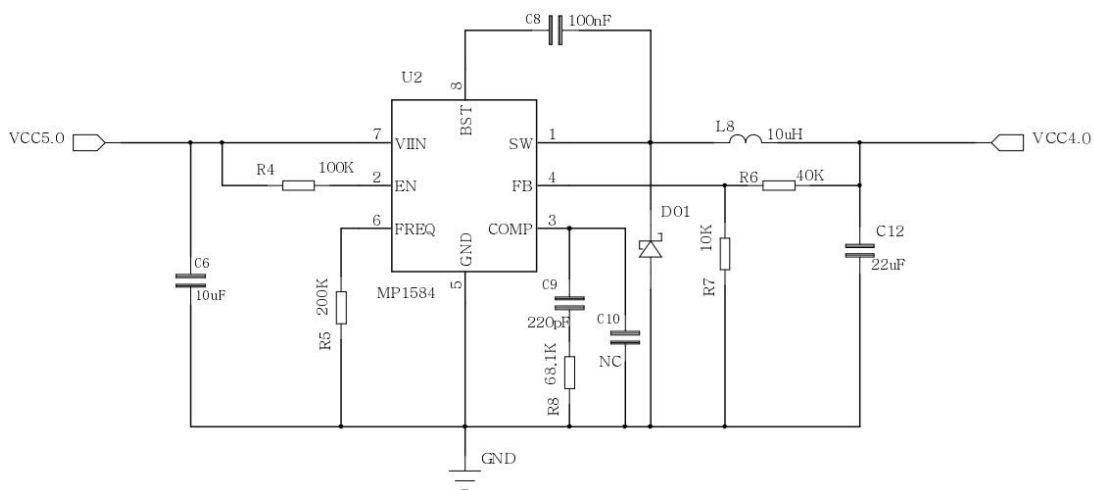 C8
100nF
U2
8
BST
VCC5.0
7
VIIN
SW
1
L8
10uH
VCC4.0
R4
100K
2
EN
FB
4
R6
40K
6
FREQ
COMP
3
DO1
GND
10K
C12
22uF
C6
10uF
5
MP1584
R7
200K
R5
C9
220pF
C10
NC
68.1K
R8
GND